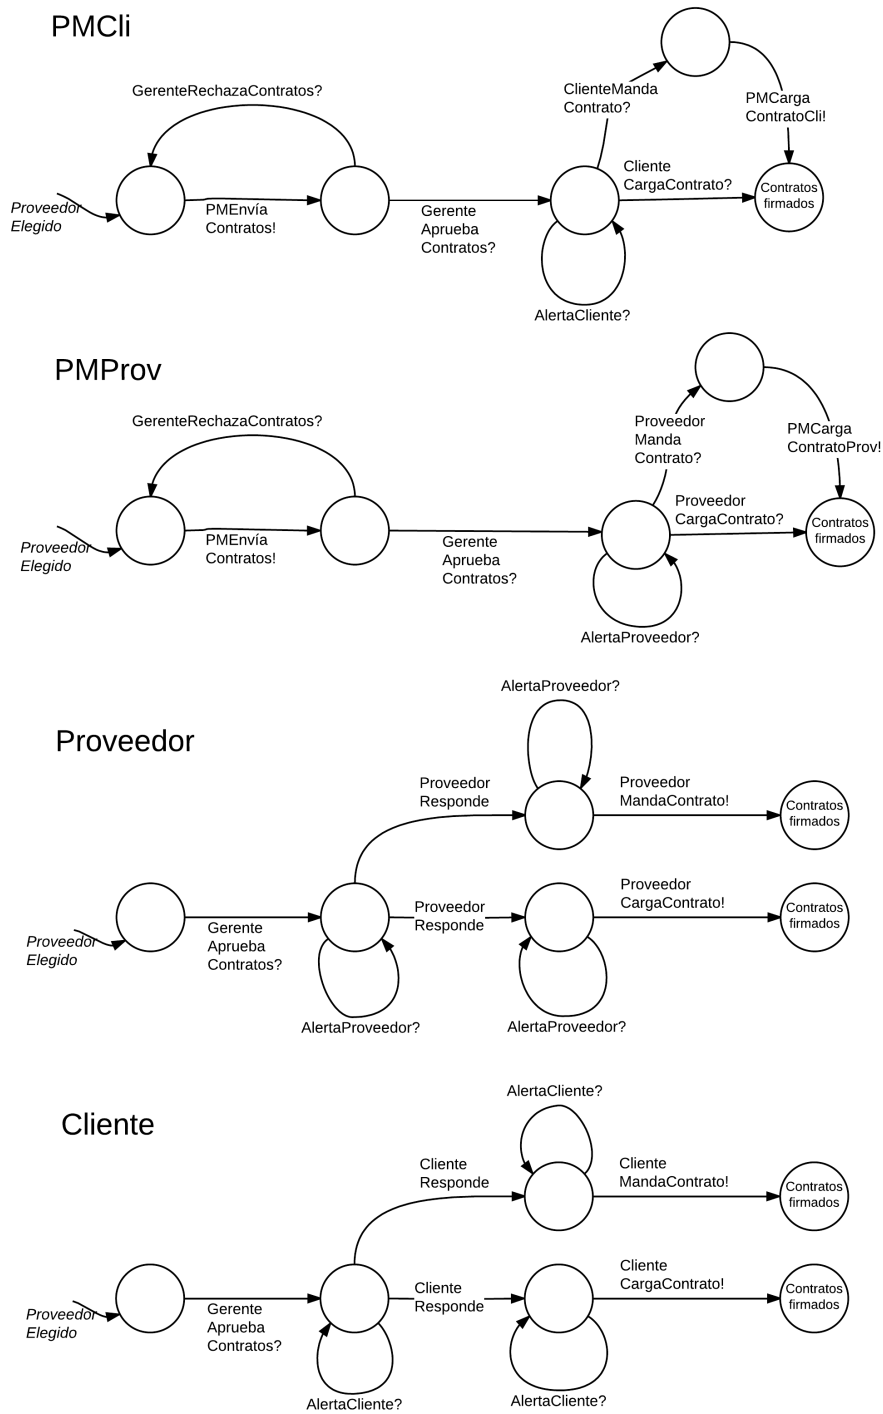 PMCli
GerenteRechazaContratos?
ClienteManda
Contrato?
PMCarga
ContratoCli!
Cliente
CargaContrato?
Contratos
firmados
Proveedor
Elegido
PMEnvía
Contratos!
Gerente
Aprueba
Contratos?
AlertaCliente?
PMProv
GerenteRechazaContratos?
Proveedor
Manda
Contrato?
PMCarga
ContratoProv!
Proveedor
CargaContrato?
Contratos
firmados
Proveedor
Elegido
PMEnvía
Contratos!
Gerente
Aprueba
Contratos?
AlertaProveedor?
Proveedor
AlertaProveedor?
Proveedor
Responde
Proveedor
MandaContrato!
Contratos
firmados
Proveedor
Elegido
Gerente
Aprueba
Contratos?
Proveedor
Responde
Proveedor
CargaContrato!
Contratos
firmados
AlertaProveedor?
AlertaProveedor?
Cliente
AlertaCliente?
Cliente
Responde
Cliente
MandaContrato!
Contratos
firmados
Proveedor
Elegido
Gerente
Aprueba
Contratos?
Cliente
Responde
Cliente
CargaContrato!
Contratos
firmados
AlertaCliente?
AlertaCliente?